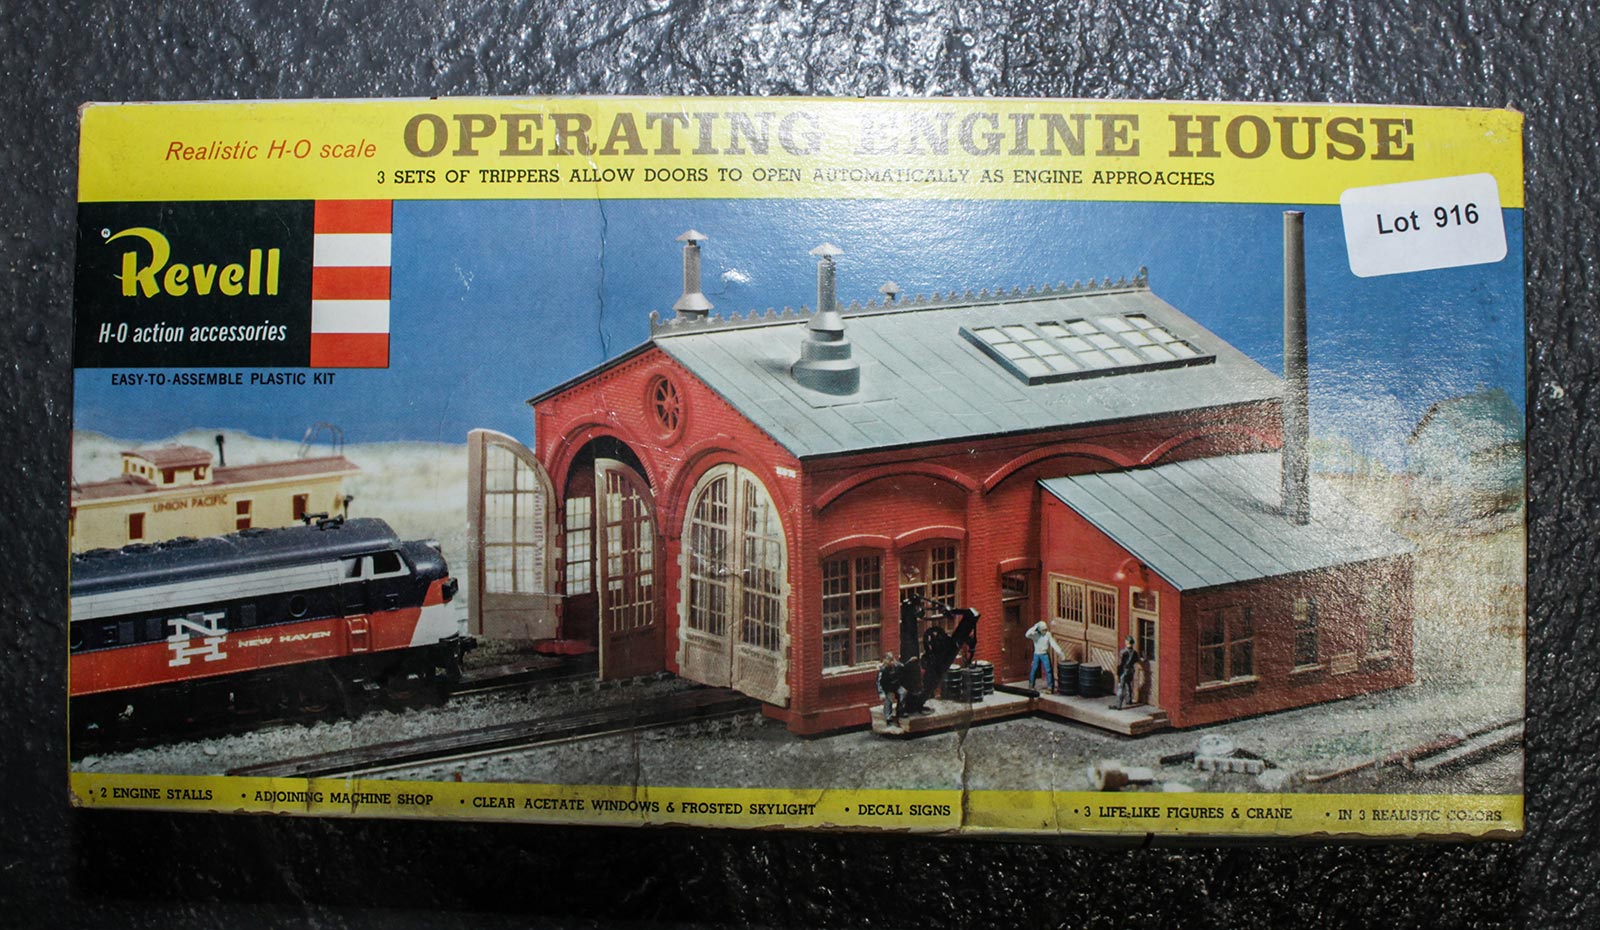 Realistic H-O scale OPERATING ENGINE HOUSE
3 SETS OF TRIPPERS ALLOW DOORS TO OPEN AUTOMATICALLY AS ENGINE APPROACHES
Lot 916
® Revell
H-O action accessories
EASY-TO-ASSEMBLE PLASTIC KIT
UNION PACIFIC
NH NEW HAVEN
• 2 ENGINE STALLS • ADJOINING MACHINE SHOP • CLEAR ACETATE WINDOWS & FROSTED SKYLIGHT • DECAL SIGNS • 3 LIFE-LIKE FIGURES & CRANE • IN 3 REALISTIC COLORS